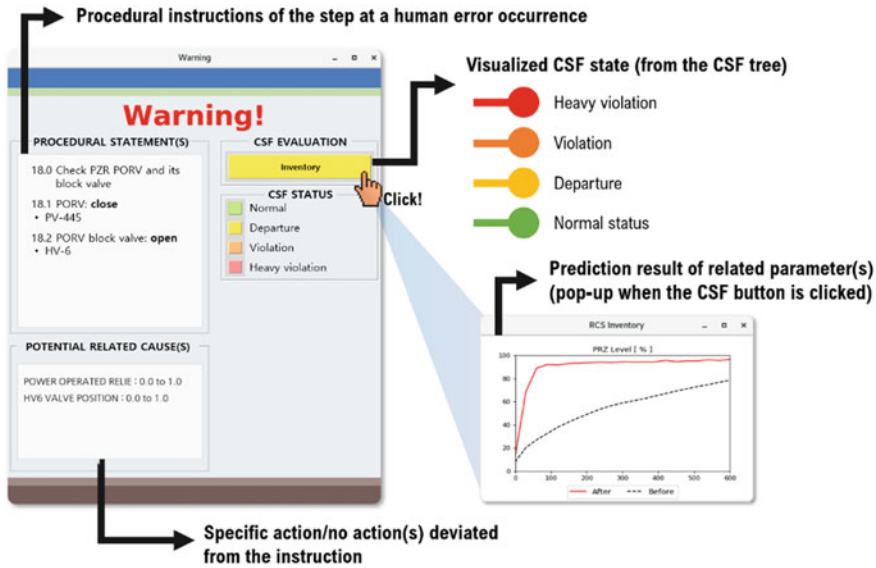 Procedural instructions of the step at a human error occurrence
Warning
Warning!
PROCEDURAL STATEMENT(S)
18.0 Check PZR PORV and its
block valve
18.1 PORV: close
• PV-445
18.2 PORV block valve: open
• HV-6
CSF EVALUATION
Inventory
Click!
CSF STATUS
Normal
Departure
Violation
Heavy violation
POTENTIAL RELATED CAUSE(S)
POWER OPERATED RELIE : 0.0 to 1.0
HV6 VALVE POSITION : 0.0 to 1.0
Specific action/no action(s) deviated
from the instruction
Visualized CSF state (from the CSF tree)
Heavy violation
Violation
Departure
Normal status
Prediction result of related parameter(s)
(pop-up when the CSF button is clicked)
RCS Inventory
PRZ Level [ % ]
100
80
60
40
20
0
0 100 200 300 400 500 600
After Before